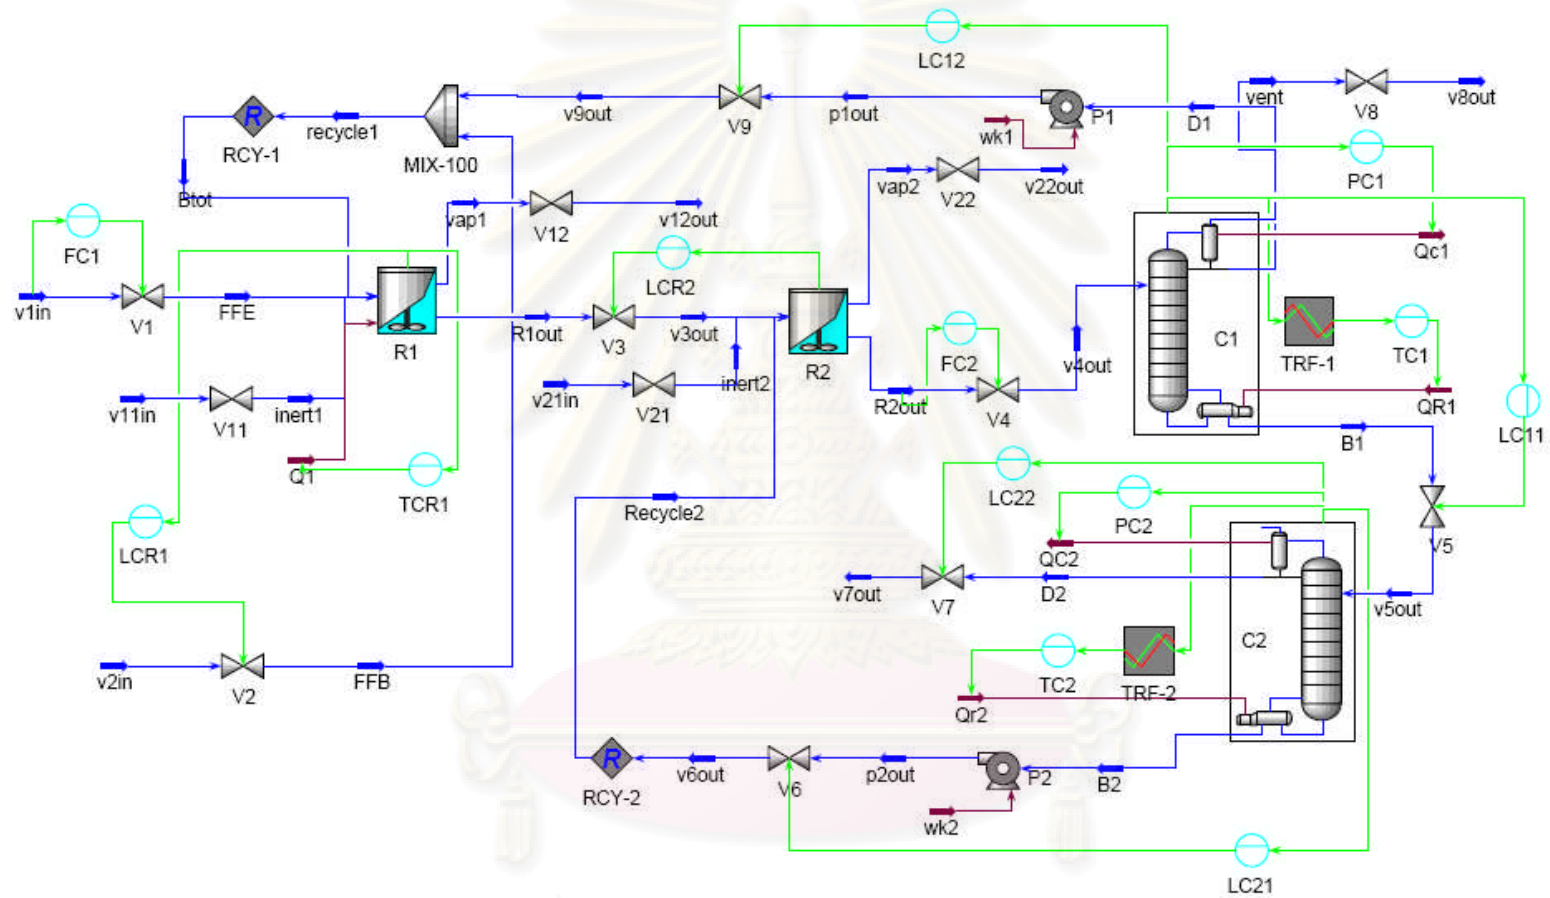 LC12
vent
V8
v8out
v9out
V9
p1out
P1
D1
wk1
recycle1
RCY-1
MIX-100
PC1
Btot
vap1
V12
v12out
vap2
V22
v22out
FC1
LCR2
Qc1
v1in
V1
FFE
R1
R1out
V3
v3out
R2
FC2
v4out
C1
TRF-1
TC1
v11in
V11
inert1
v21in
V21
inert2
R2out
V4
QR1
LC11
B1
Q1
TCR1
LC22
PC2
Recycle2
LCR1
QC2
V5
v7out
V7
D2
v5out
C2
TC2
TRF-2
v2in
V2
FFB
Qr2
R
RCY-2
v6out
V6
p2out
P2
B2
wk2
LC21
R